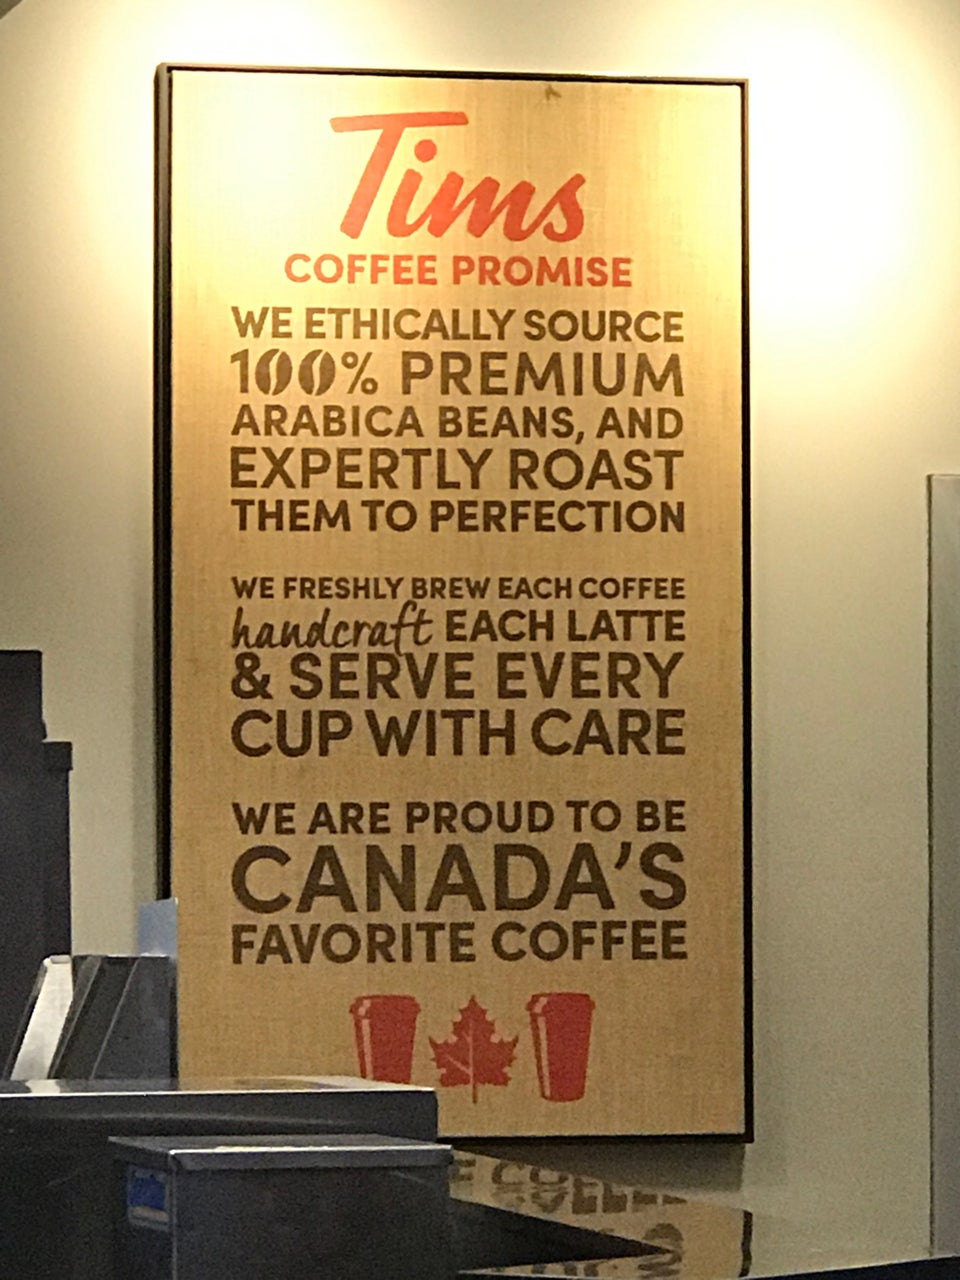 Tims
COFFEE PROMISE
WE ETHICALLY SOURCE
100% PREMIUM
ARABICA BEANS, AND
EXPERTLY ROAST
THEM TO PERFECTION
WE FRESHLY BREW EACH COFFEE
handcraft EACH LATTE
& SERVE EVERY
CUP WITH CARE
WE ARE PROUD TO BE
CANADA'S
FAVORITE COFFEE